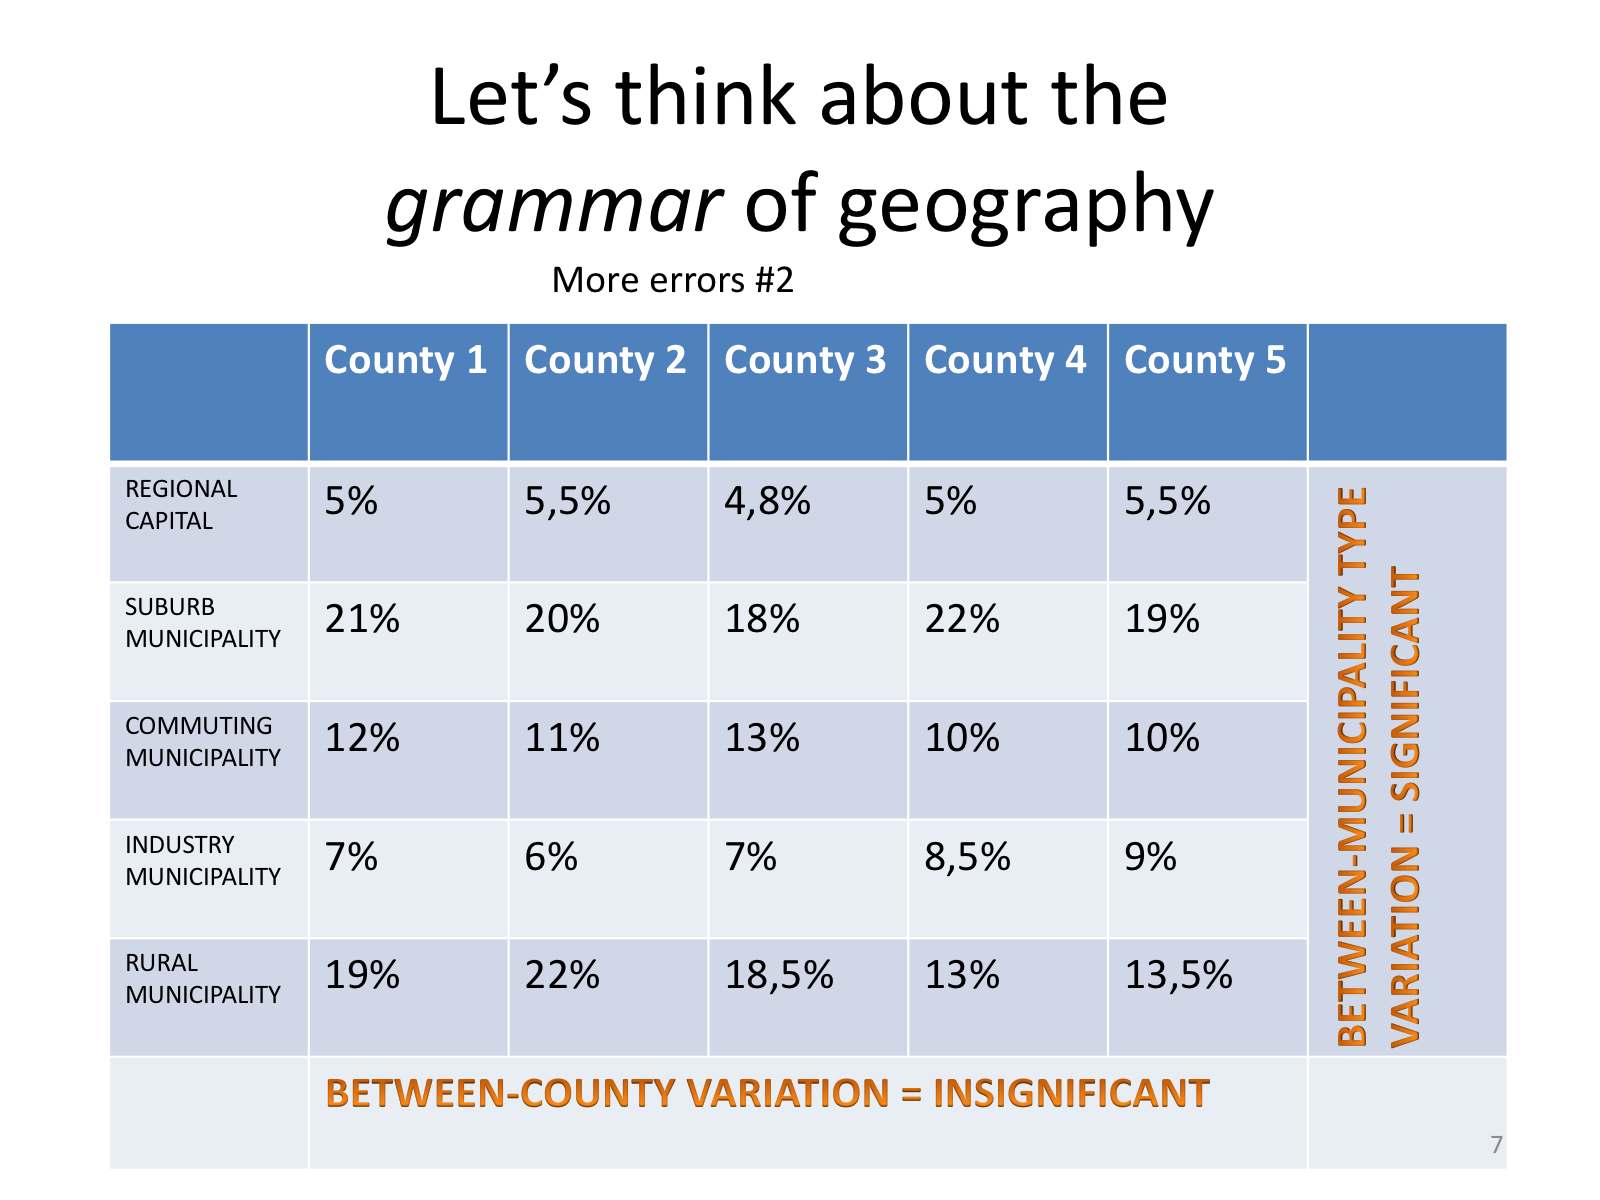 Let’s think about the
grammar of geography
More errors #2
County 1 County 2 County 3 County 4 County 5
REGIONAL
CAPITAL
5% 5,5% 4,8% 5% 5,5%
SUBURB
MUNICIPALITY
21% 20% 18% 22% 19%
COMMUTING
MUNICIPALITY
12% 11% 13% 10% 10%
INDUSTRY
MUNICIPALITY
7% 6% 7% 8,5% 9%
RURAL
MUNICIPALITY
19% 22% 18,5% 13% 13,5%
BETWEEN-MUNICIPALITY TYPE
VARIATION = SIGNIFICANT
BETWEEN-COUNTY VARIATION = INSIGNIFICANT
7